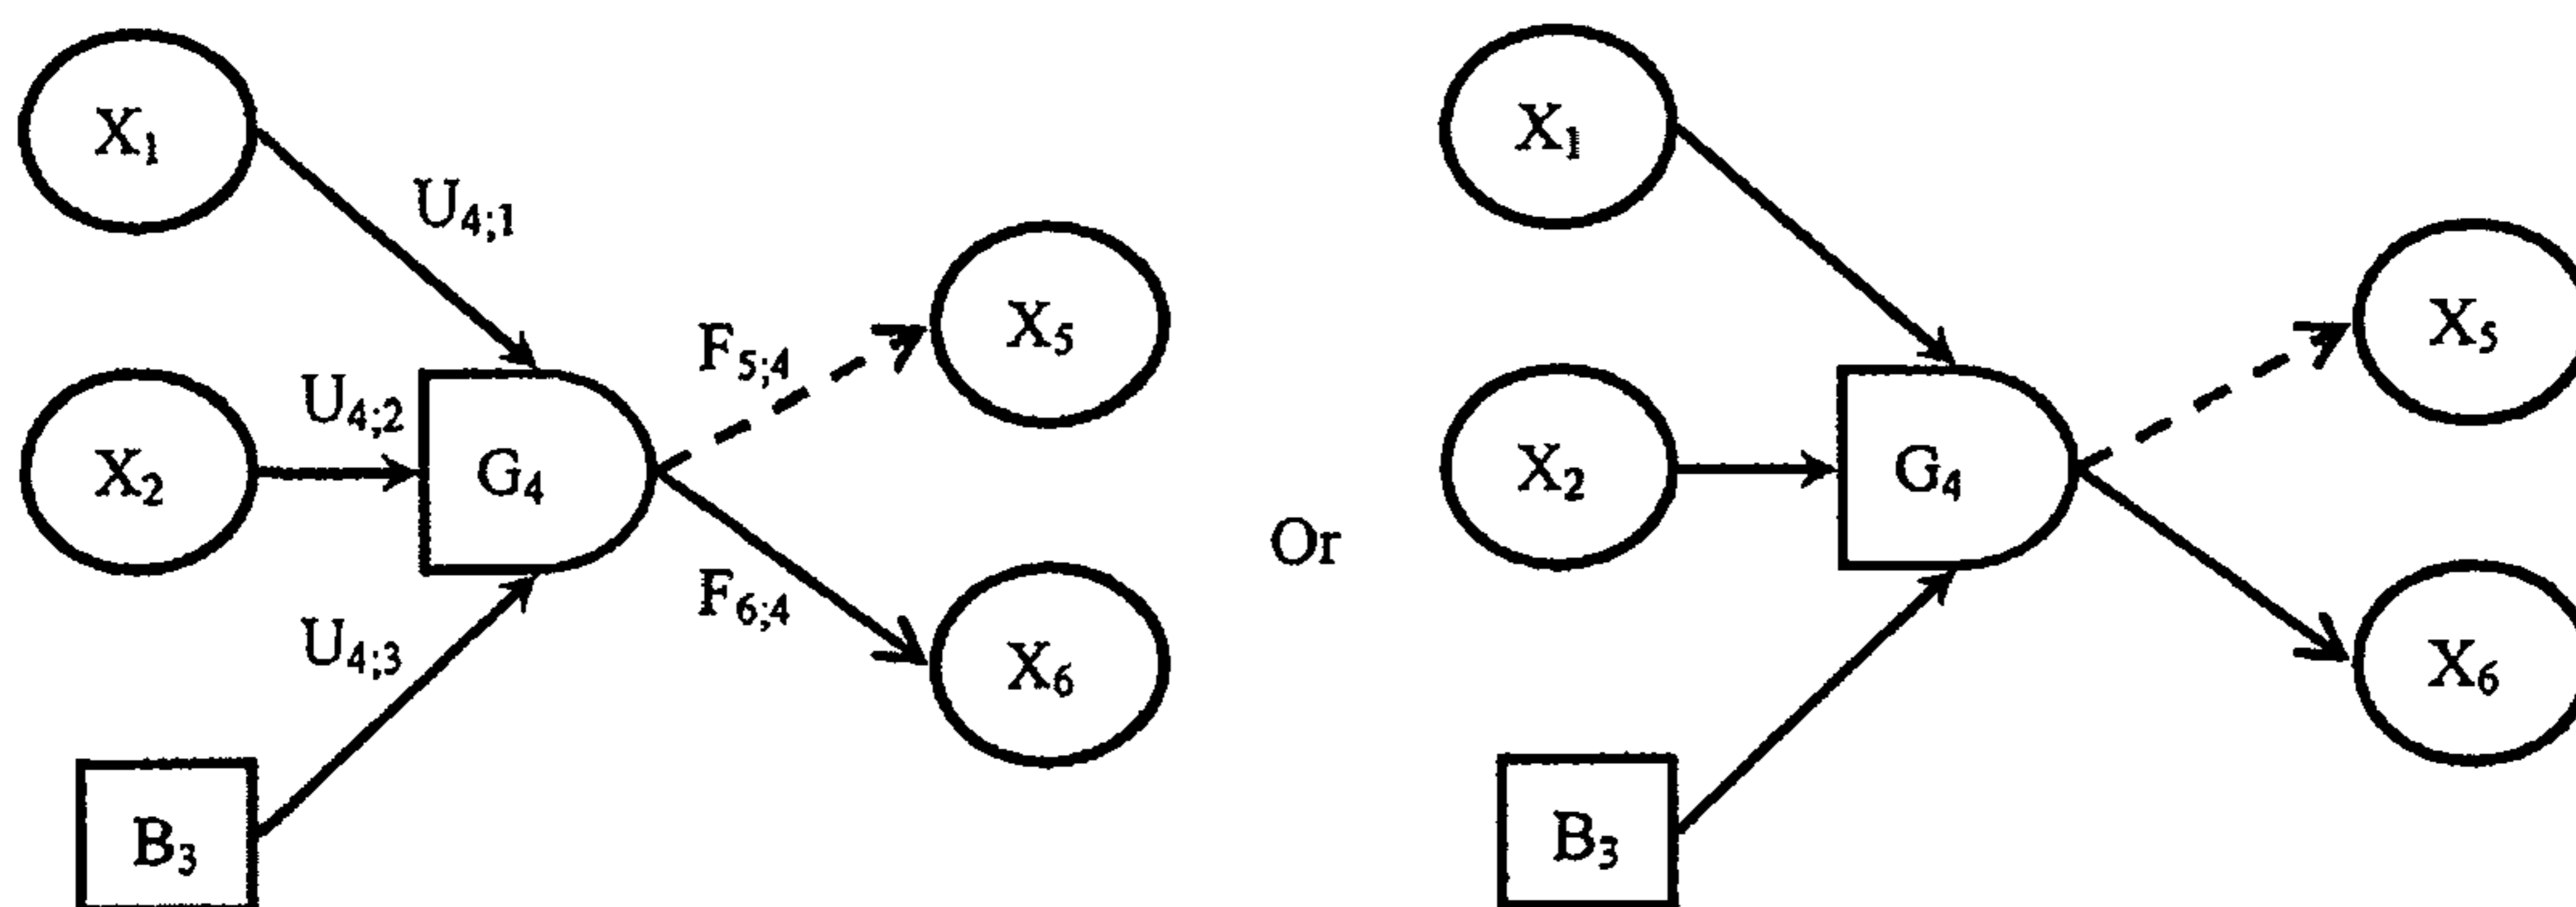 X₁
U₄;₁
X₂
U₄;₂
G₄
F₅;₄
X₅
F₆;₄
X₆
U₄;₃
B₃
Or
X₁
X₂
G₄
X₅
X₆
B₃